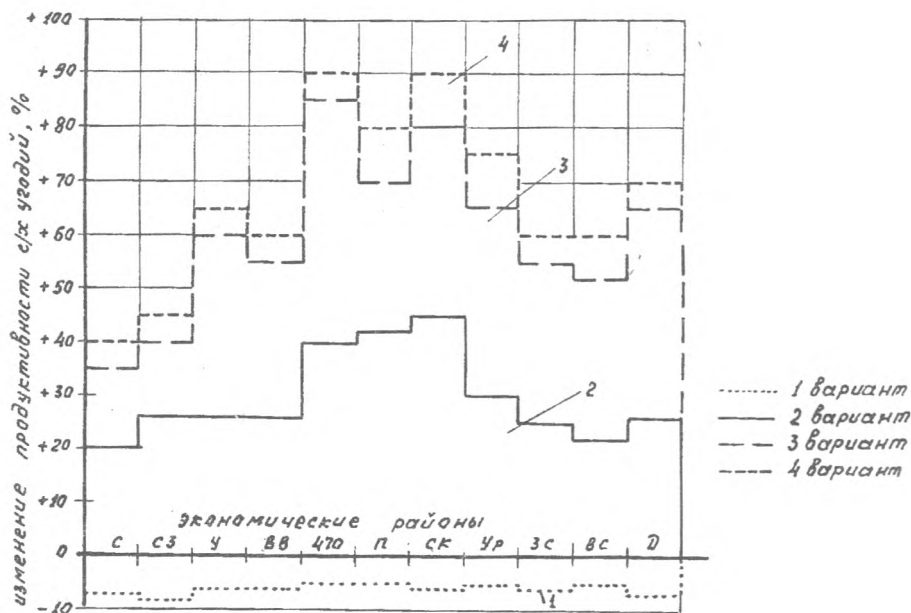 + 100
+ 90
+ 80
+ 70
+ 60
+ 50
+ 40
+ 30
+ 20
+ 10
0
- 10
изменение продуктивности с/х угодий, %
4
3
2
1
экономические районы
С СЗ У ВВ 470 П СК УР ЗС ВС D
1 вариант
2 вариант
3 вариант
4 вариант